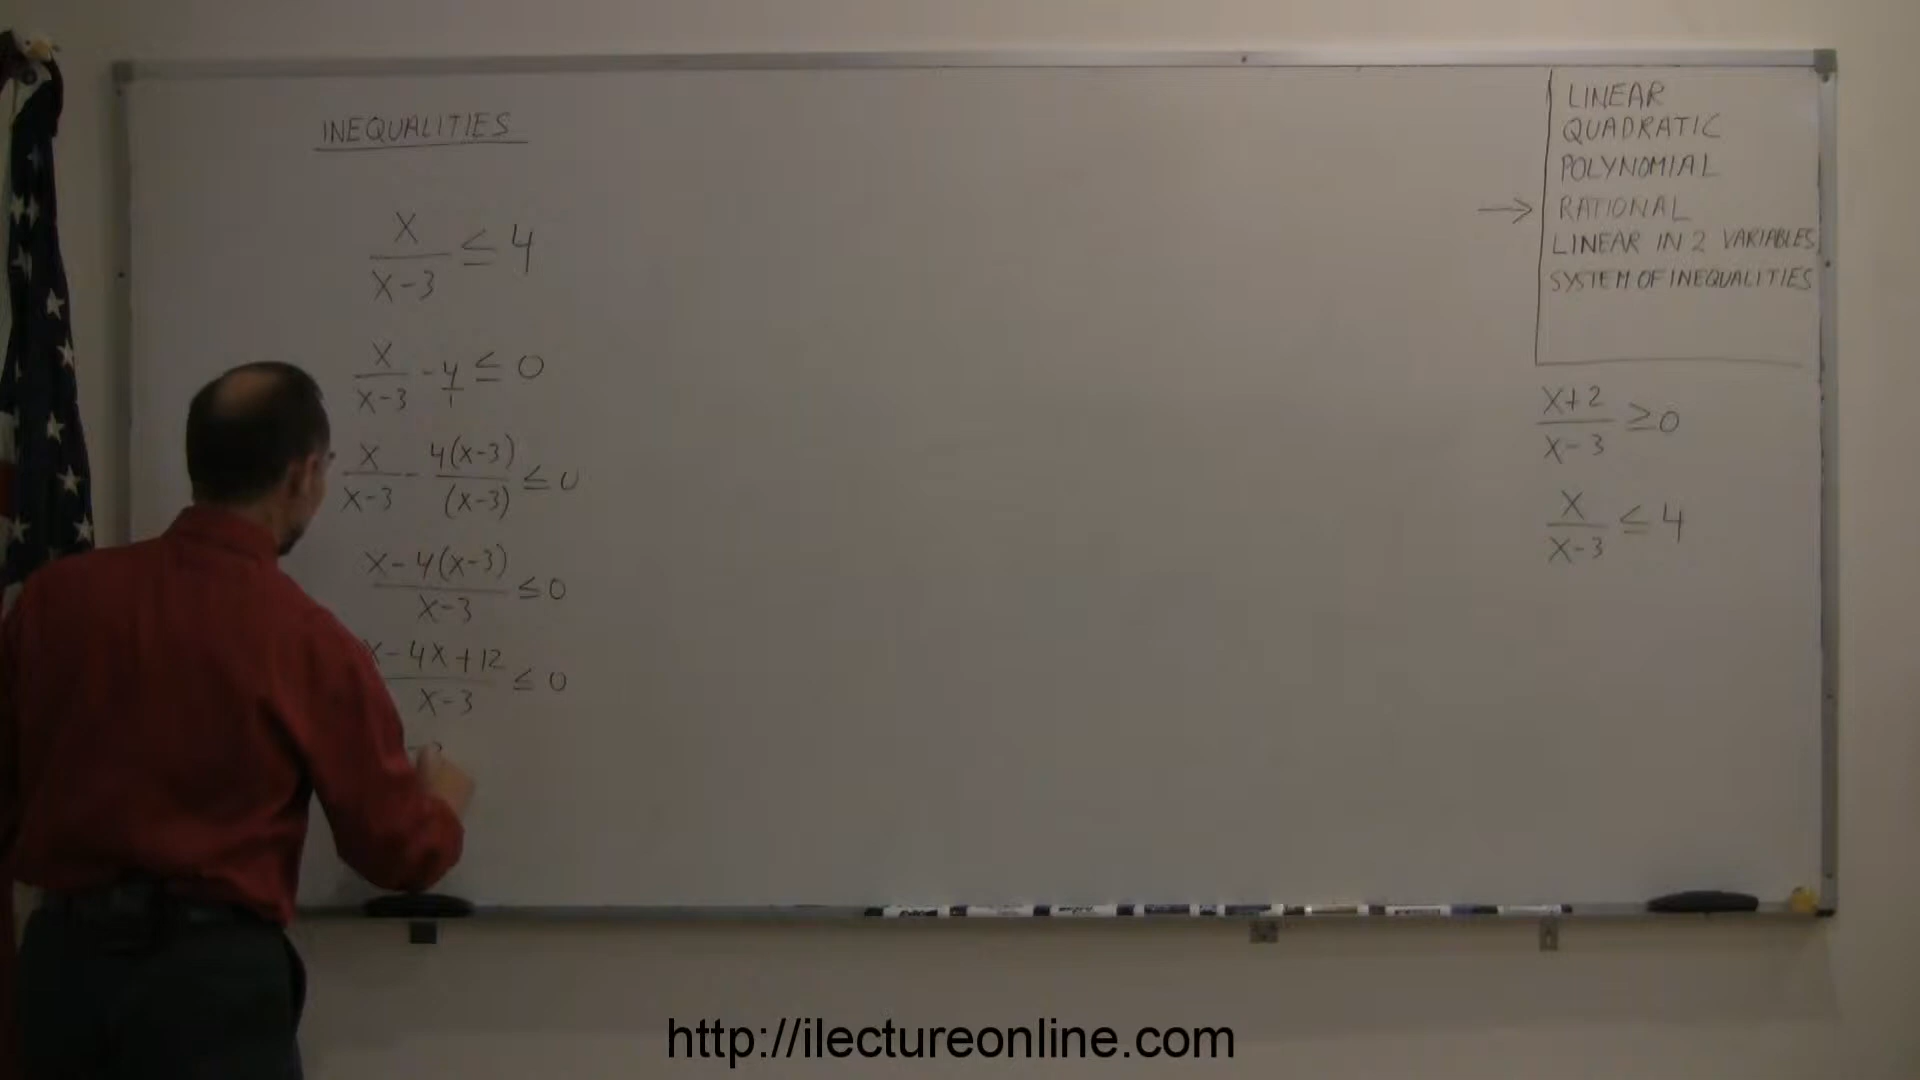 INEQUALITIES
x/(x-3) ≤ 4
x/(x-3) - 4/1 ≤ 0
x/(x-3) - 4(x-3)/(x-3) ≤ 0
(x-4(x-3))/(x-3) ≤ 0
(x-4x+12)/(x-3) ≤ 0
LINEAR
QUADRATIC
POLYNOMIAL
→ RATIONAL
LINEAR IN 2 VARIABLES
SYSTEM OF INEQUALITIES
(x+2)/(x-3) ≥ 0
x/(x-3) ≤ 4
http://ilectureonline.com